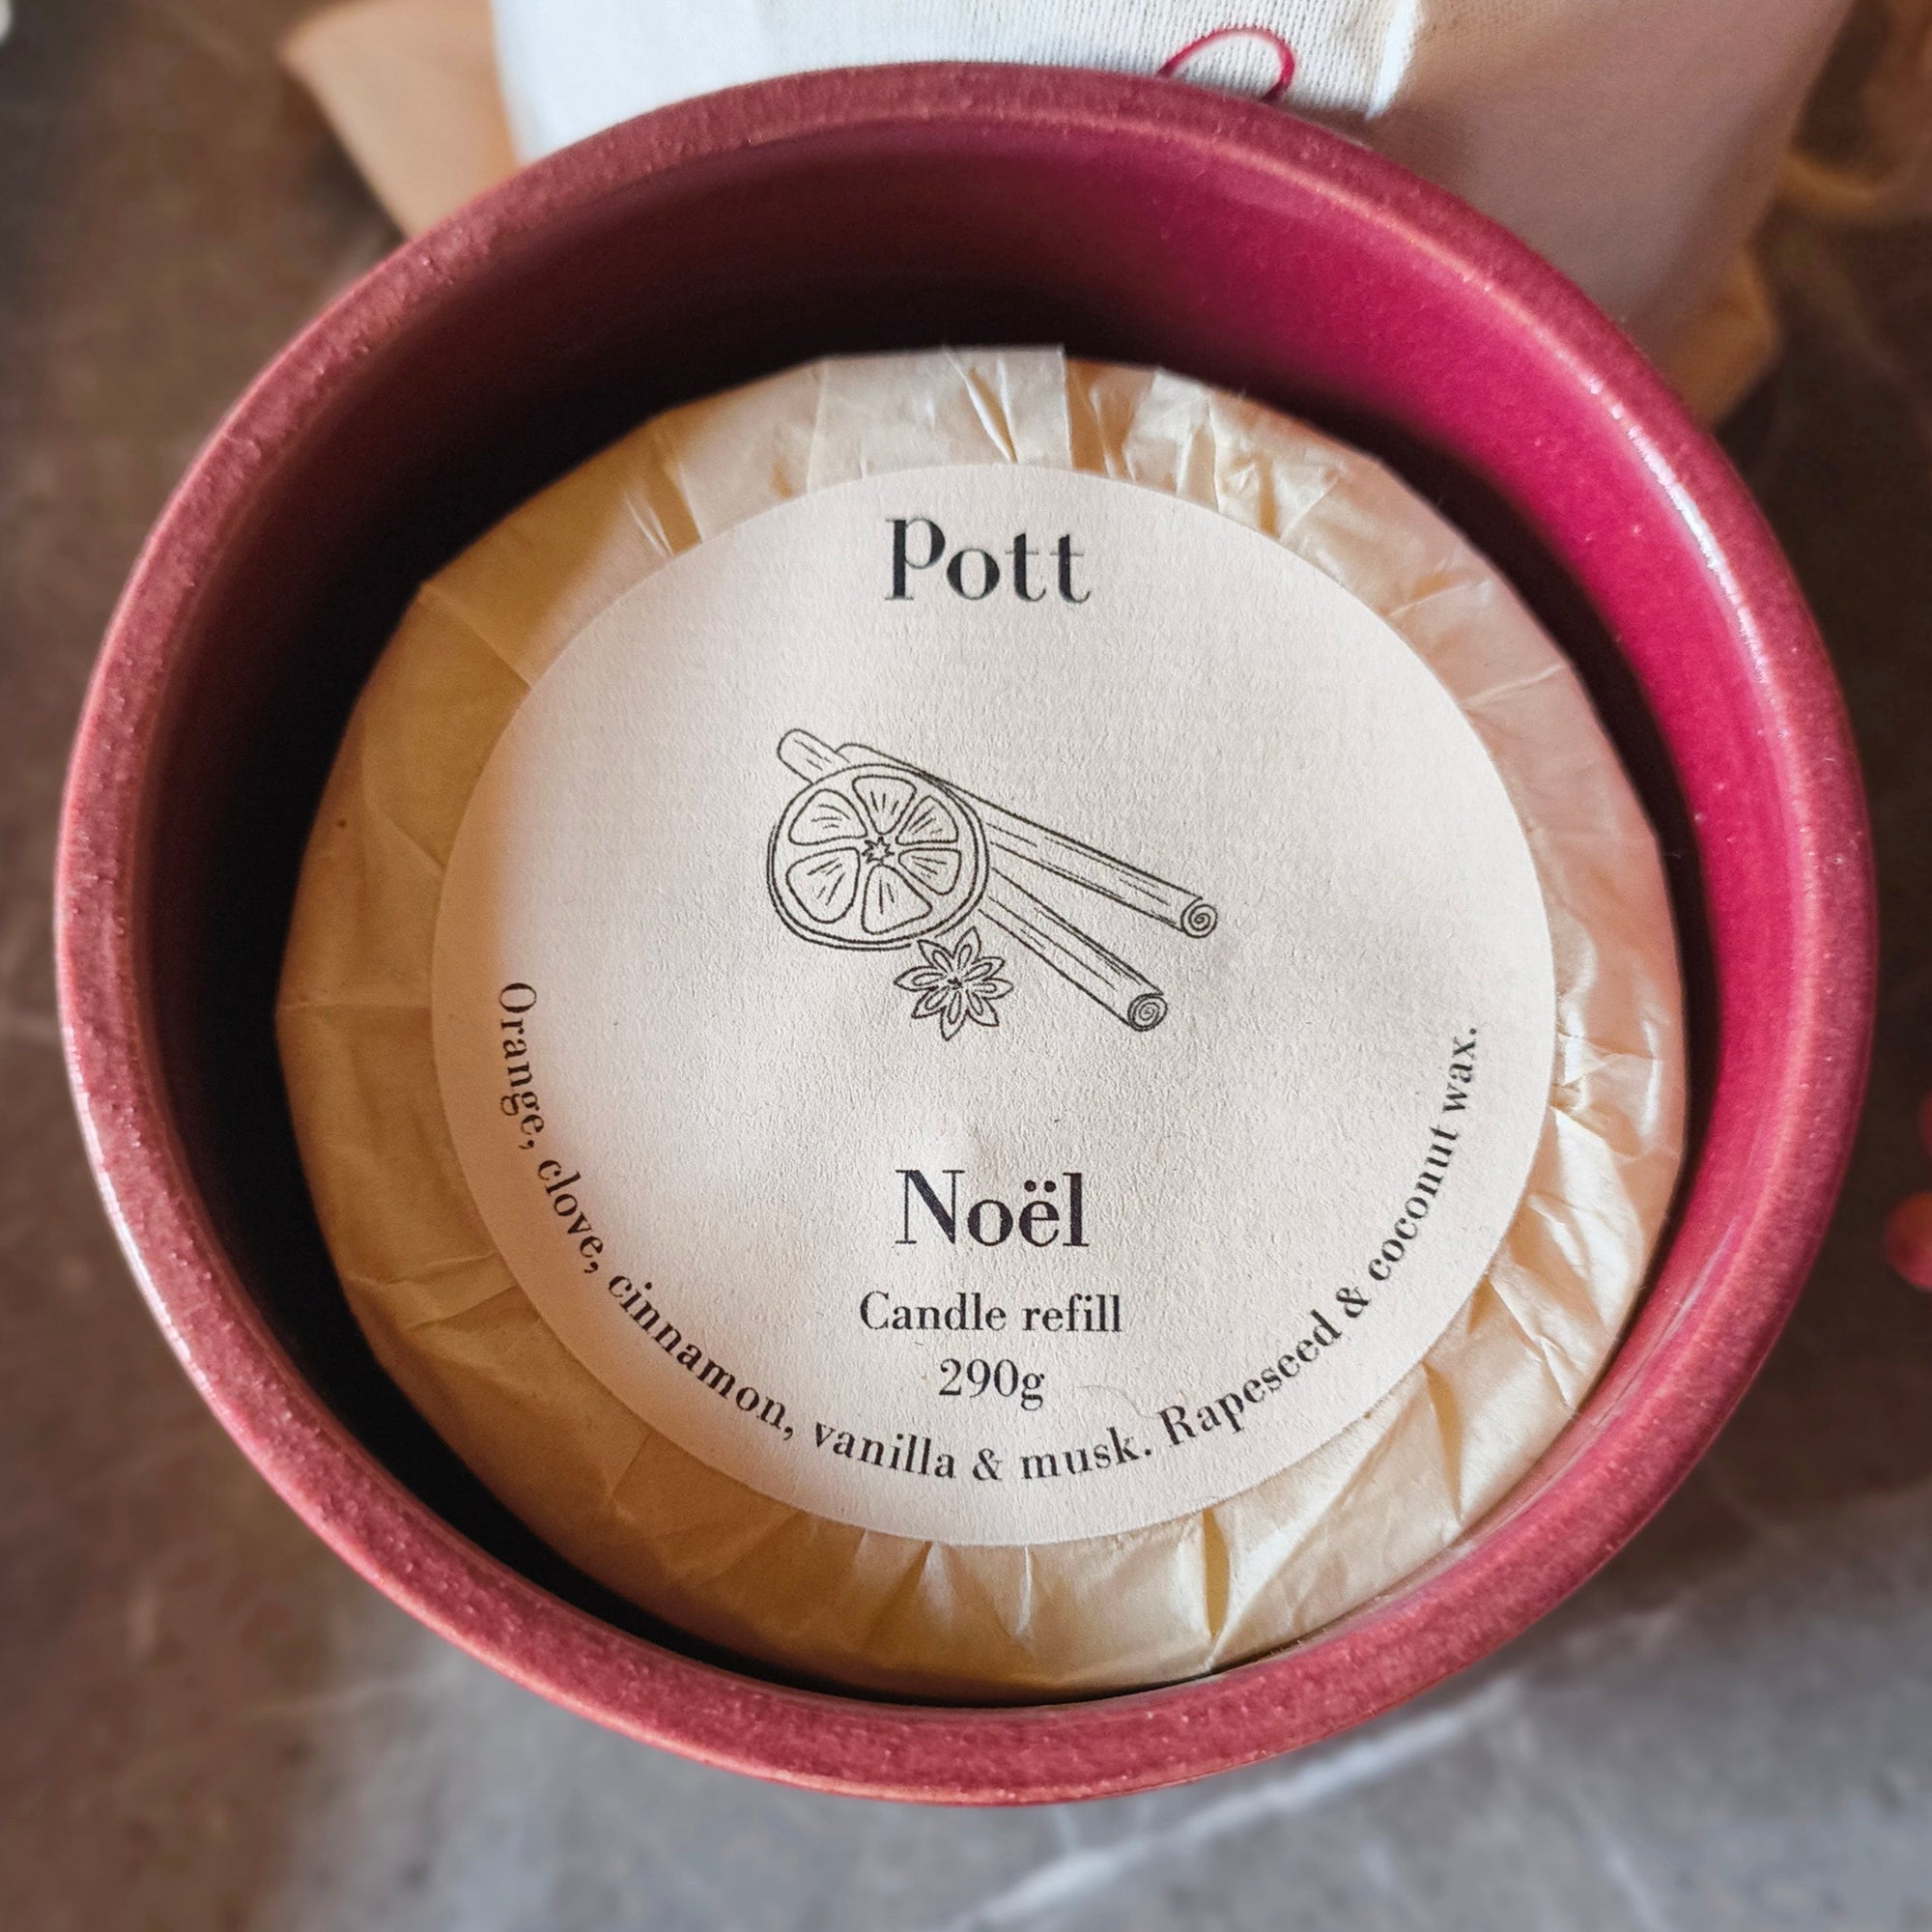 Pott
Noël
Candle refill
290g
Orange, clove, cinnamon, vanilla & musk. Rapeseed & coconut wax.